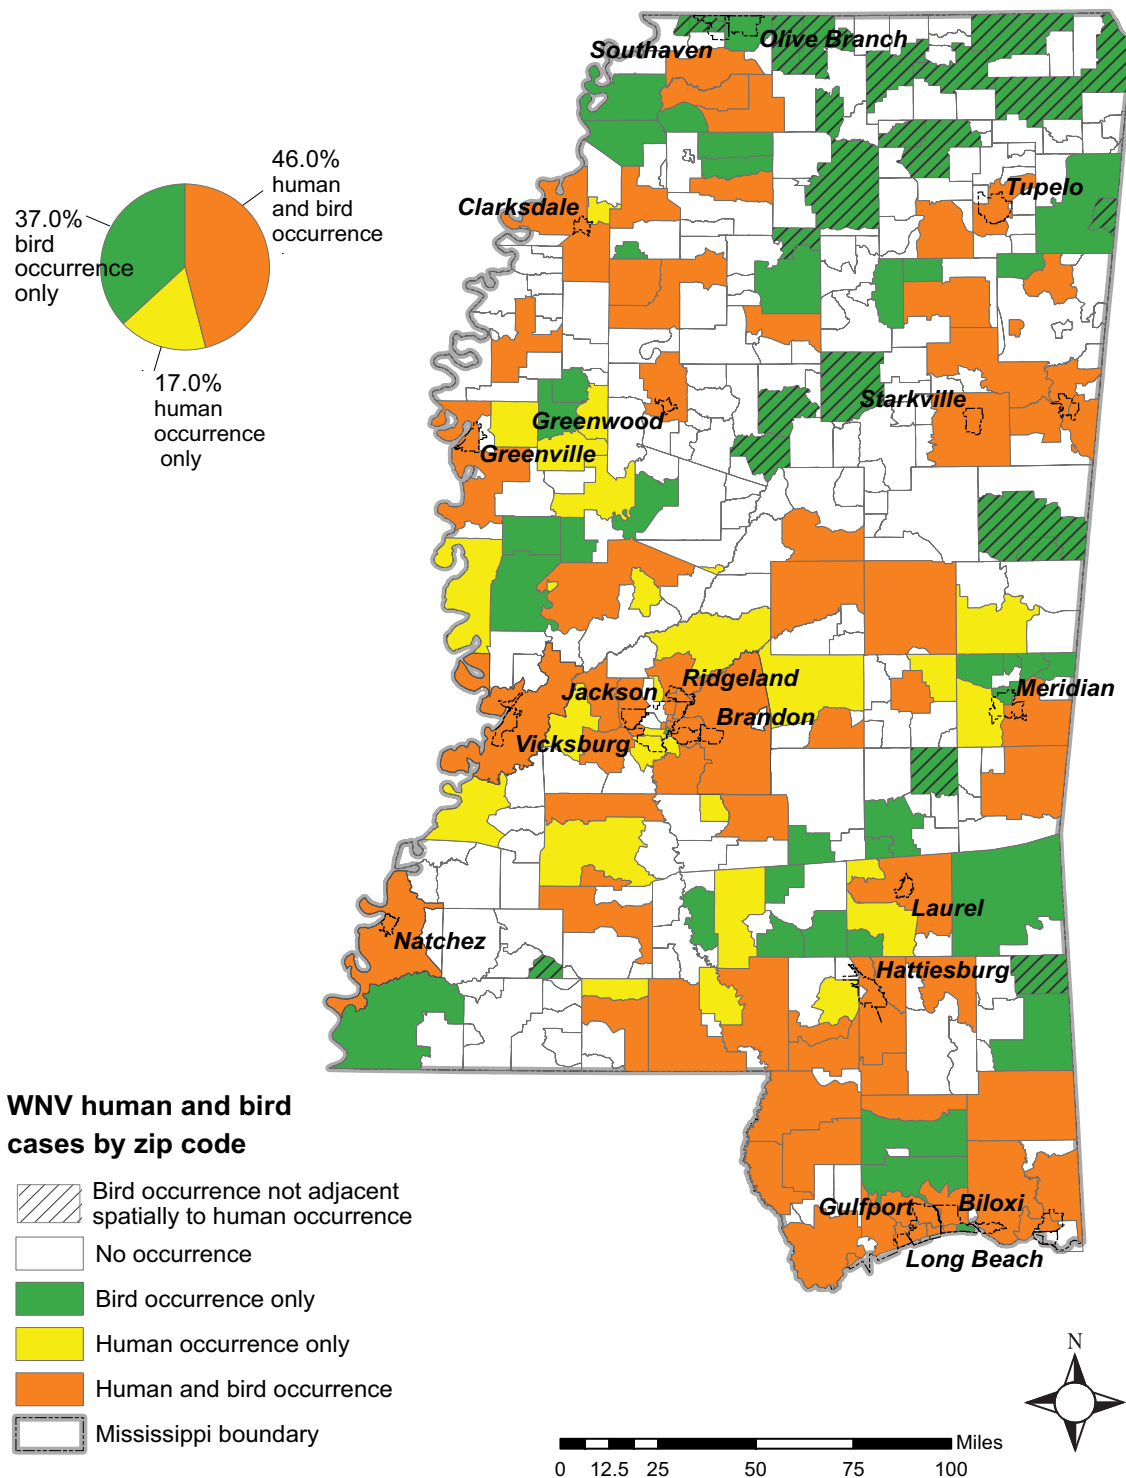 Southaven
Olive Branch
46.0%
human
and bird
occurrence
37.0%
bird
occurrence
only
17.0%
human
occurrence
only
Clarksdale
Tupelo
Starkville
Greenwood
Greenville
Ridgeland
Jackson
Meridian
Brandon
Vicksburg
Laurel
Natchez
Hattiesburg
Gulfport
Biloxi
Long Beach
WNV human and bird
cases by zip code
Bird occurrence not adjacent
spatially to human occurrence
No occurrence
Bird occurrence only
Human occurrence only
Human and bird occurrence
Mississippi boundary
N
Miles
0 12.5 25 50 75 100